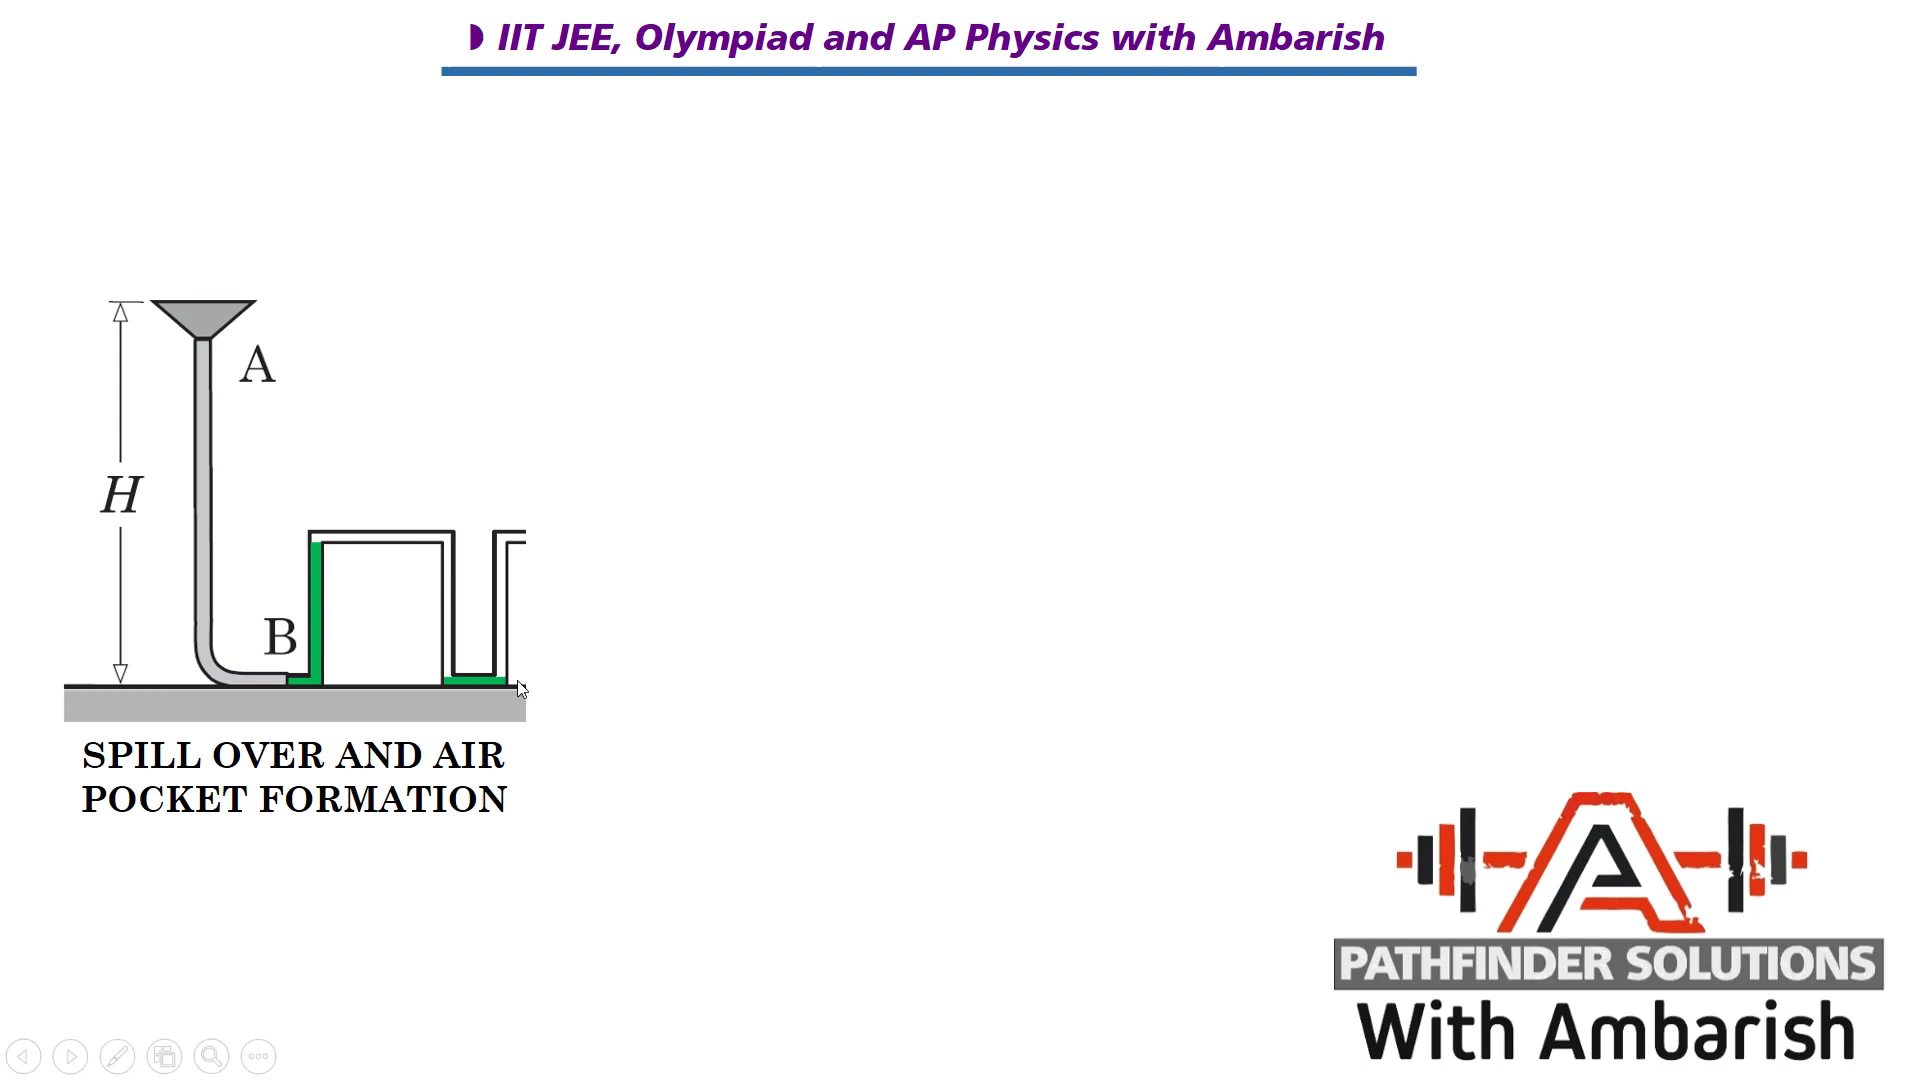 IIT JEE, Olympiad and AP Physics with Ambarish
A
H
B
SPILL OVER AND AIR
POCKET FORMATION
PATHFINDER SOLUTIONS
With Ambarish